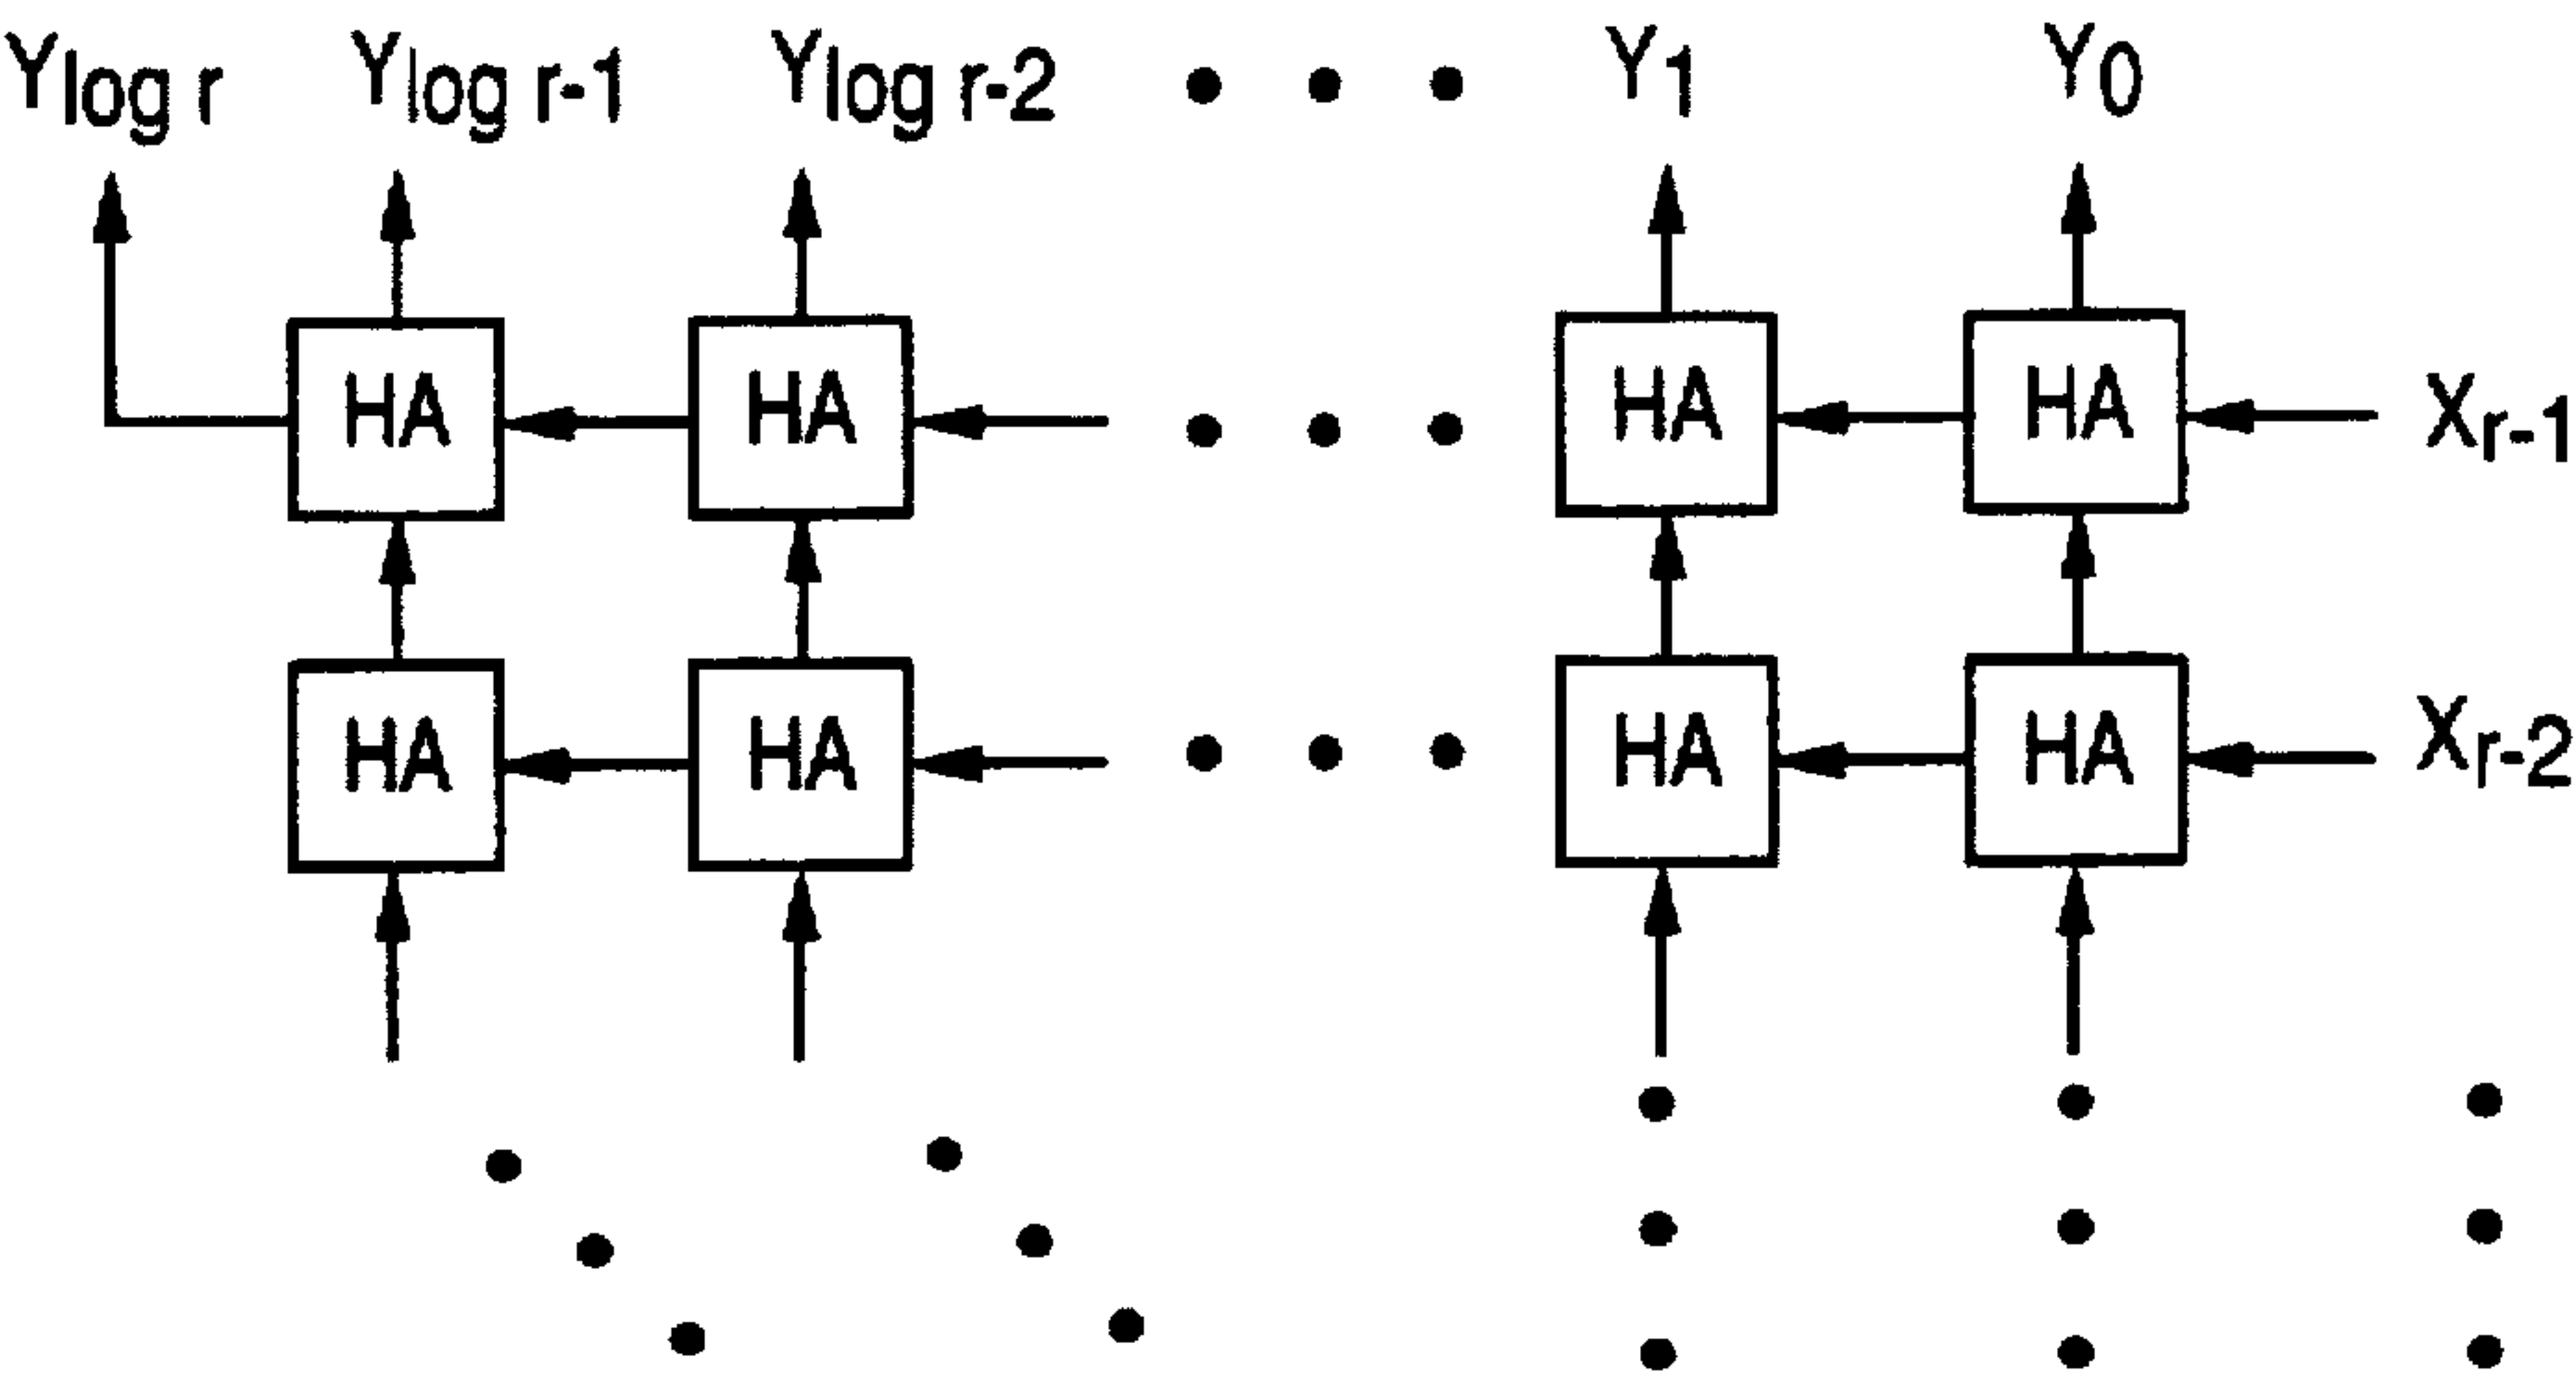 Ylog r Ylog r-1 Ylog r-2 • • • Y1 Y0
HA HA • • • HA HA Xr-1
HA HA • • • HA HA Xr-2